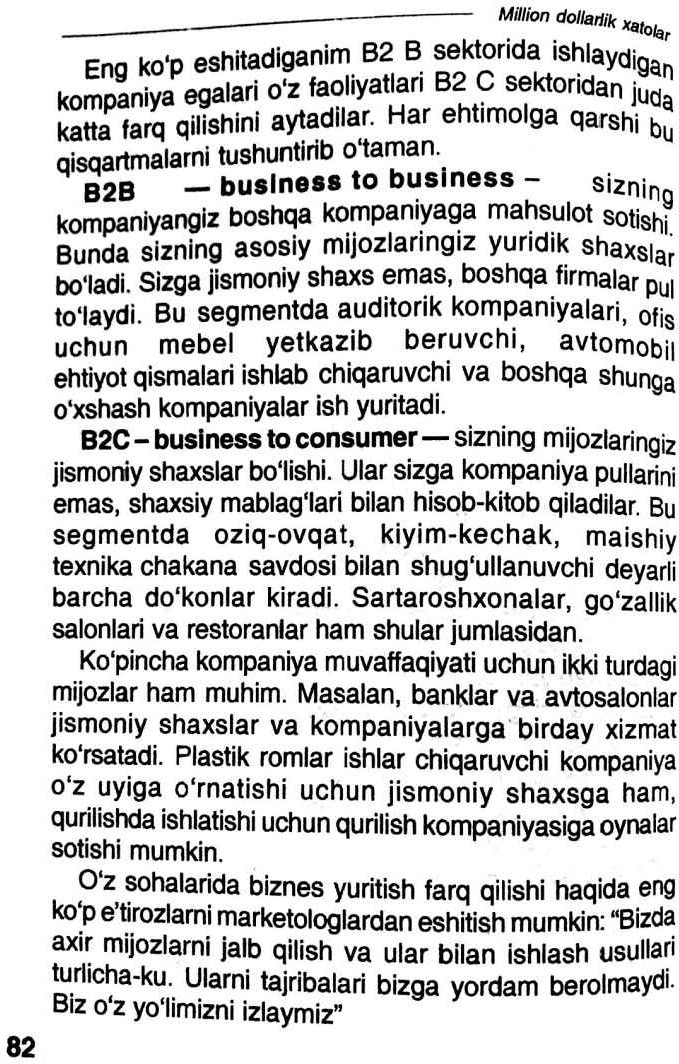 Million dollarlik xatolar
Eng ko‘p eshitadiganim B2 B sektorida ishlaydigan
kompaniya egalari o‘z faoliyatlari B2 C sektoridan juda
katta farq qilishini aytadilar. Har ehtimolga qarshi bu
qisqartmalarni tushuntirib o‘taman.
B2B — business to business – sizning
kompaniyangiz boshqa kompaniyaga mahsulot sotishi.
Bunda sizning asosiy mijozlaringiz yuridik shaxslar
bo‘ladi. Sizga jismoniy shaxs emas, boshqa firmalar pul
to‘laydi. Bu segmentda auditorik kompaniyalari, ofis
uchun mebel yetkazib beruvchi, avtomobil
ehtiyot qismalari ishlab chiqaruvchi va boshqa shunga
o‘xshash kompaniyalar ish yuritadi.
B2C – business to consumer — sizning mijozlaringiz
jismoniy shaxslar bo‘lishi. Ular sizga kompaniya pullarini
emas, shaxsiy mablag‘lari bilan hisob-kitob qiladilar. Bu
segmentda oziq-ovqat, kiyim-kechak, maishiy
texnika chakana savdosi bilan shug‘ullanuvchi deyarli
barcha do‘konlar kiradi. Sartaroshxonalar, go‘zallik
salonlari va restoranlar ham shular jumlasidan.
Ko‘pincha kompaniya muvaffaqiyati uchun ikki turdagi
mijozlar ham muhim. Masalan, banklar va avtosalonlar
jismoniy shaxslar va kompaniyalarga birday xizmat
ko‘rsatadi. Plastik romlar ishlar chiqaruvchi kompaniya
o‘z uyiga o‘rnatishi uchun jismoniy shaxsga ham,
qurilishda ishlatishi uchun qurilish kompaniyasiga oynalar
sotishi mumkin.
O‘z sohalarida biznes yuritish farq qilishi haqida eng
ko‘p e’tirozlarni marketologlardan eshitish mumkin: “Bizda
axir mijozlarni jalb qilish va ular bilan ishlash usullari
turlicha-ku. Ularni tajribalari bizga yordam berolmaydi.
Biz o‘z yo‘limizni izlaymiz”
82